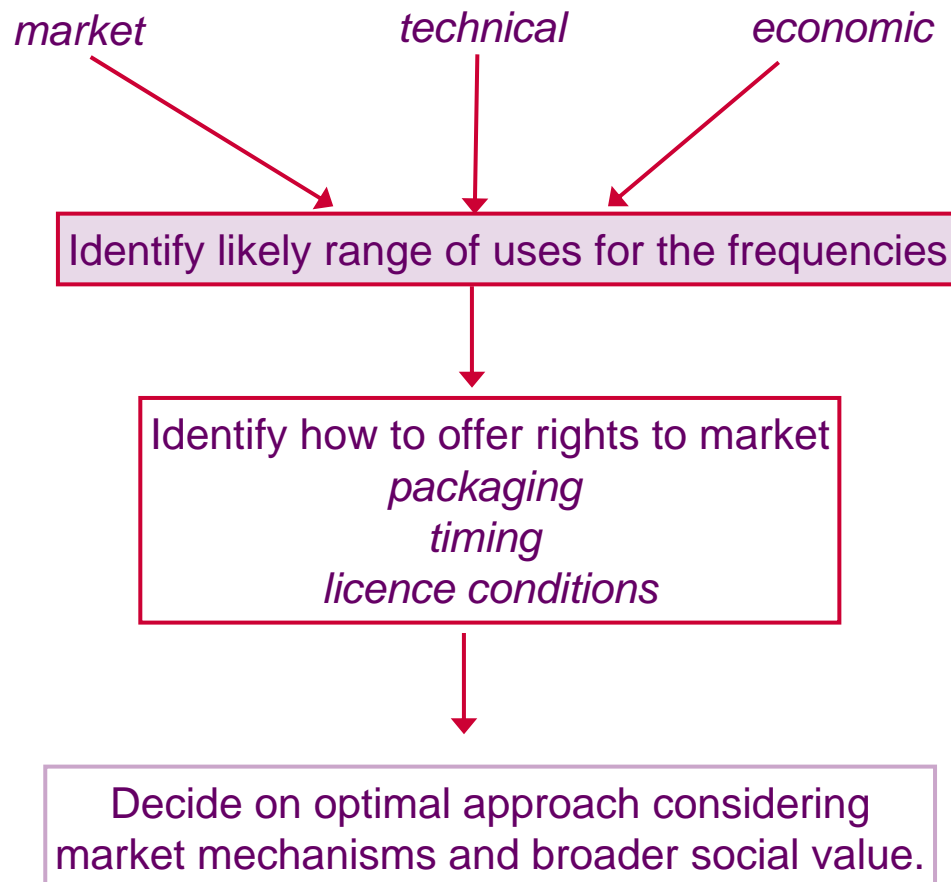 market technical economic
Identify likely range of uses for the frequencies
Identify how to offer rights to market
packaging
timing
licence conditions
Decide on optimal approach considering
market mechanisms and broader social value.